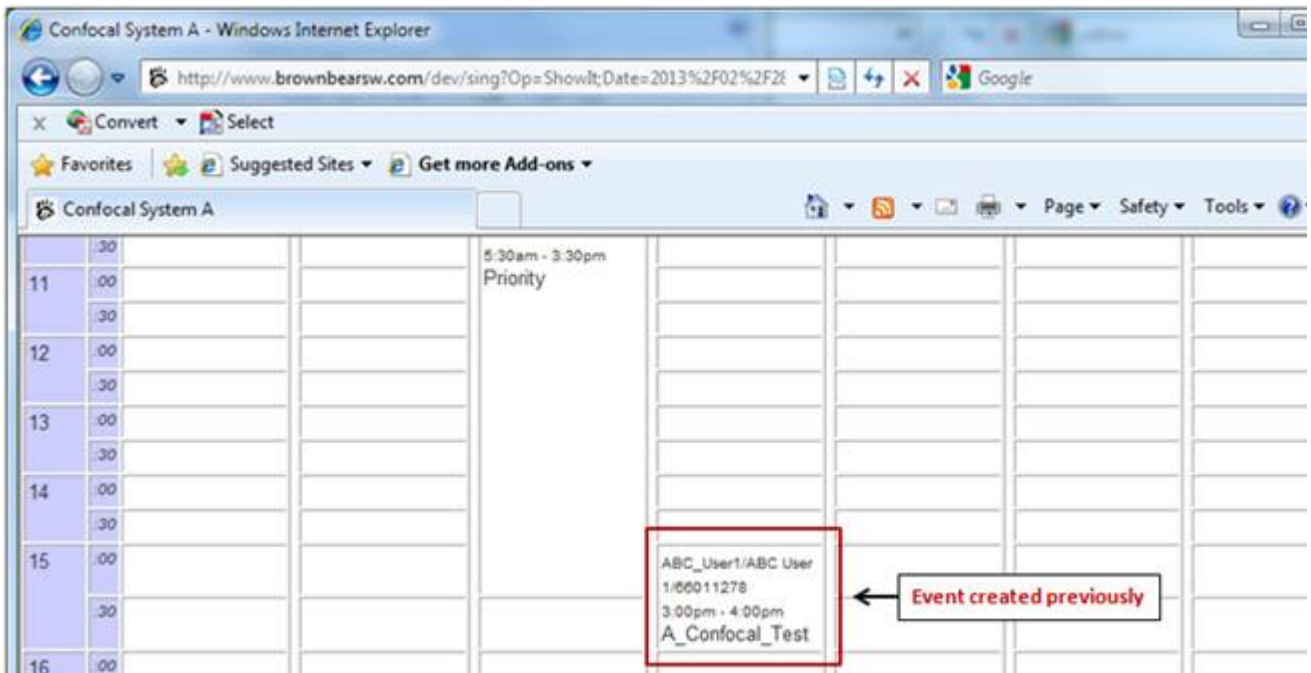 Confocal System A - Windows Internet Explorer
http://www.brownbearsw.com/dev/sing?Op=ShowIt;Date=2013%2F02%2F28
Google
x Convert Select
Favorites Suggested Sites Get more Add-ons
Confocal System A
Page Safety Tools
:30
5:30am - 3:30pm
11 :00
Priority
:30
12 :00
:30
13 :00
:30
14 :00
:30
15 :00
ABC_User1/ABC User
1/66011278
:30
3:00pm - 4:00pm
A_Confocal_Test
Event created previously
16 :00